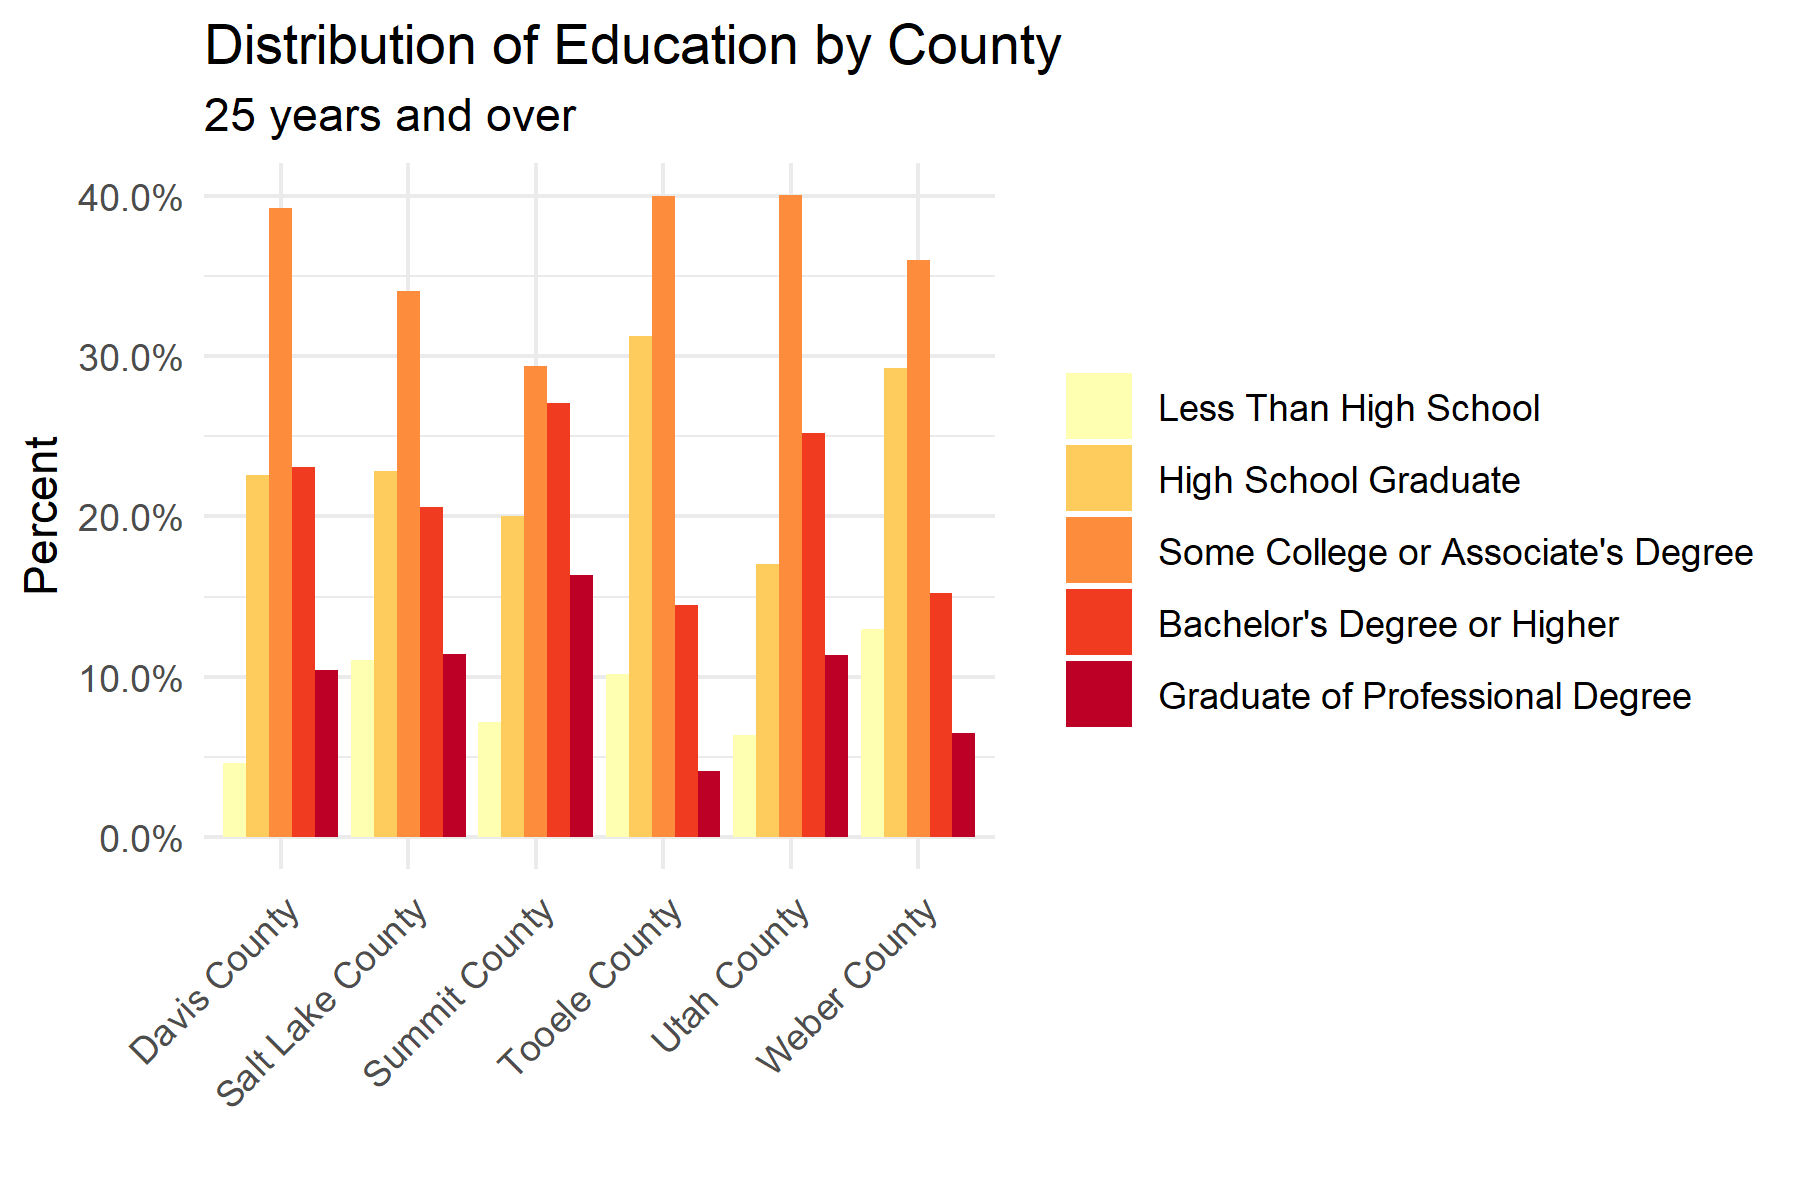 Distribution of Education by County
25 years and over
Percent
40.0%
30.0%
20.0%
10.0%
0.0%
Davis County
Salt Lake County
Summit County
Tooele County
Utah County
Weber County
Less Than High School
High School Graduate
Some College or Associate's Degree
Bachelor's Degree or Higher
Graduate of Professional Degree